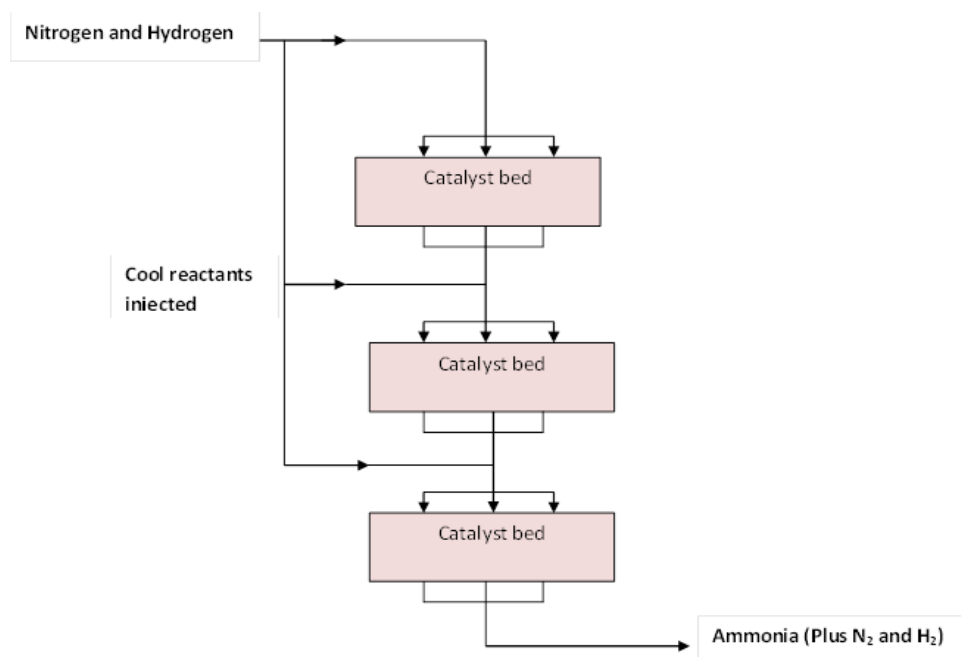 Nitrogen and Hydrogen
Catalyst bed
Cool reactants
iniected
Catalyst bed
Catalyst bed
Ammonia (Plus N₂ and H₂)